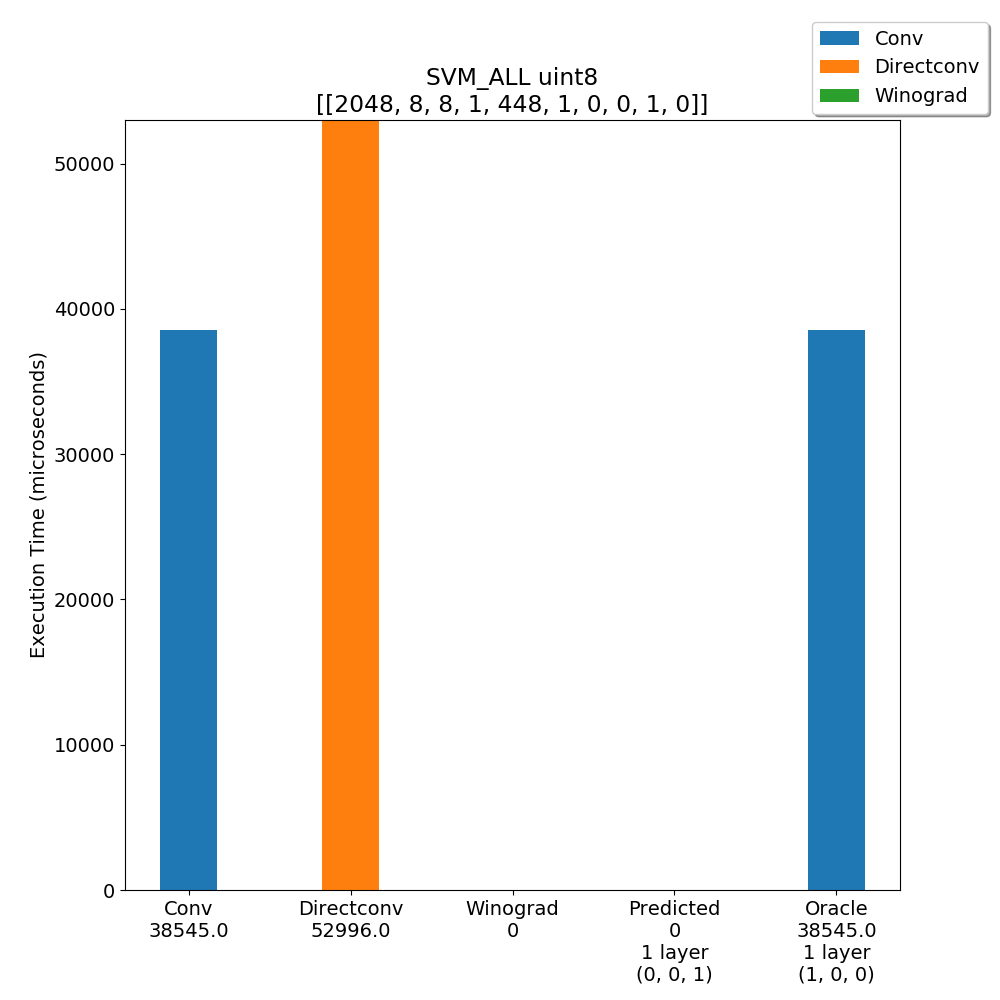 Conv
Directconv
Winograd
SVM_ALL uint8
[[2048, 8, 8, 1, 448, 1, 0, 0, 1, 0]]
Execution Time (microseconds)
50000
40000
30000
20000
10000
0
Conv
38545.0
Directconv
52996.0
Winograd
0
Predicted
0
1 layer
(0, 0, 1)
Oracle
38545.0
1 layer
(1, 0, 0)